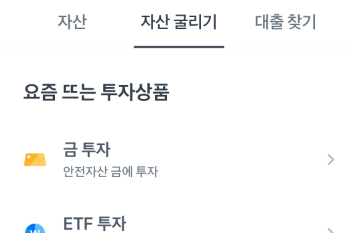 자산 자산 굴리기 대출 찾기
요즘 뜨는 투자상품
금 투자
안전자산 금에 투자
ETF 투자